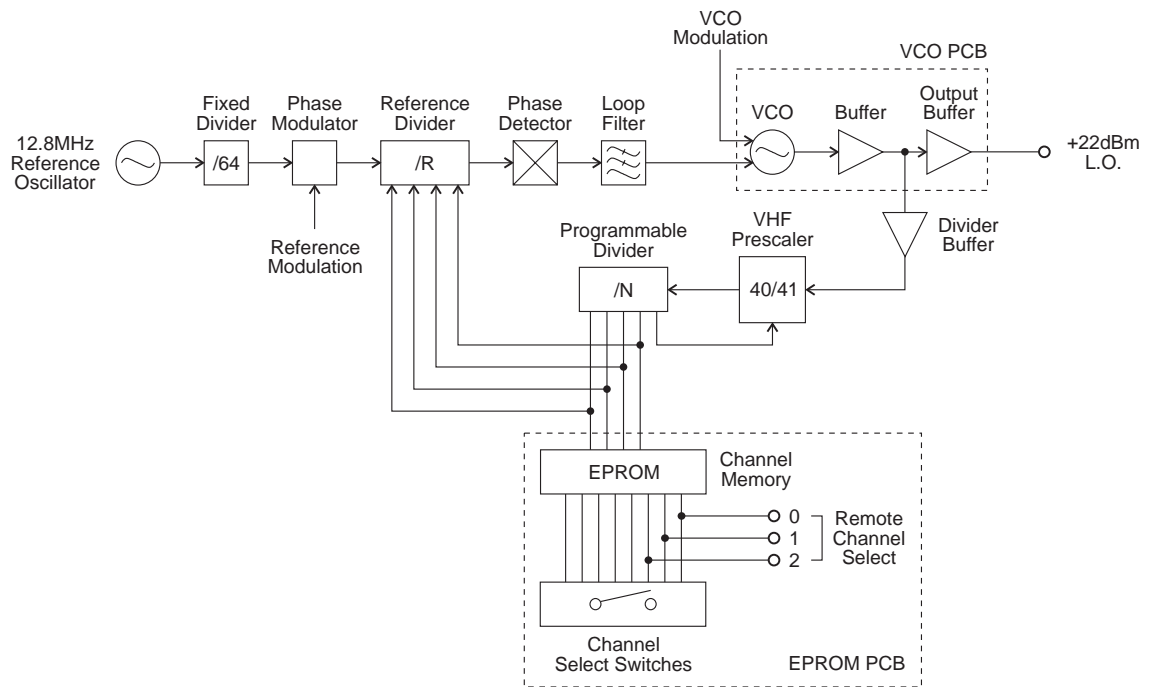 VCO
Modulation
VCO PCB
Fixed
Divider
Phase
Modulator
Reference
Divider
Phase
Detector
Loop
Filter
VCO
Buffer
Output
Buffer
12.8MHz
Reference
Oscillator
/64
/R
+22dBm
L.O.
Reference
Modulation
Programmable
Divider
VHF
Prescaler
Divider
Buffer
/N
40/41
EPROM
Channel
Memory
0
1
2
Remote
Channel
Select
Channel
Select Switches
EPROM PCB